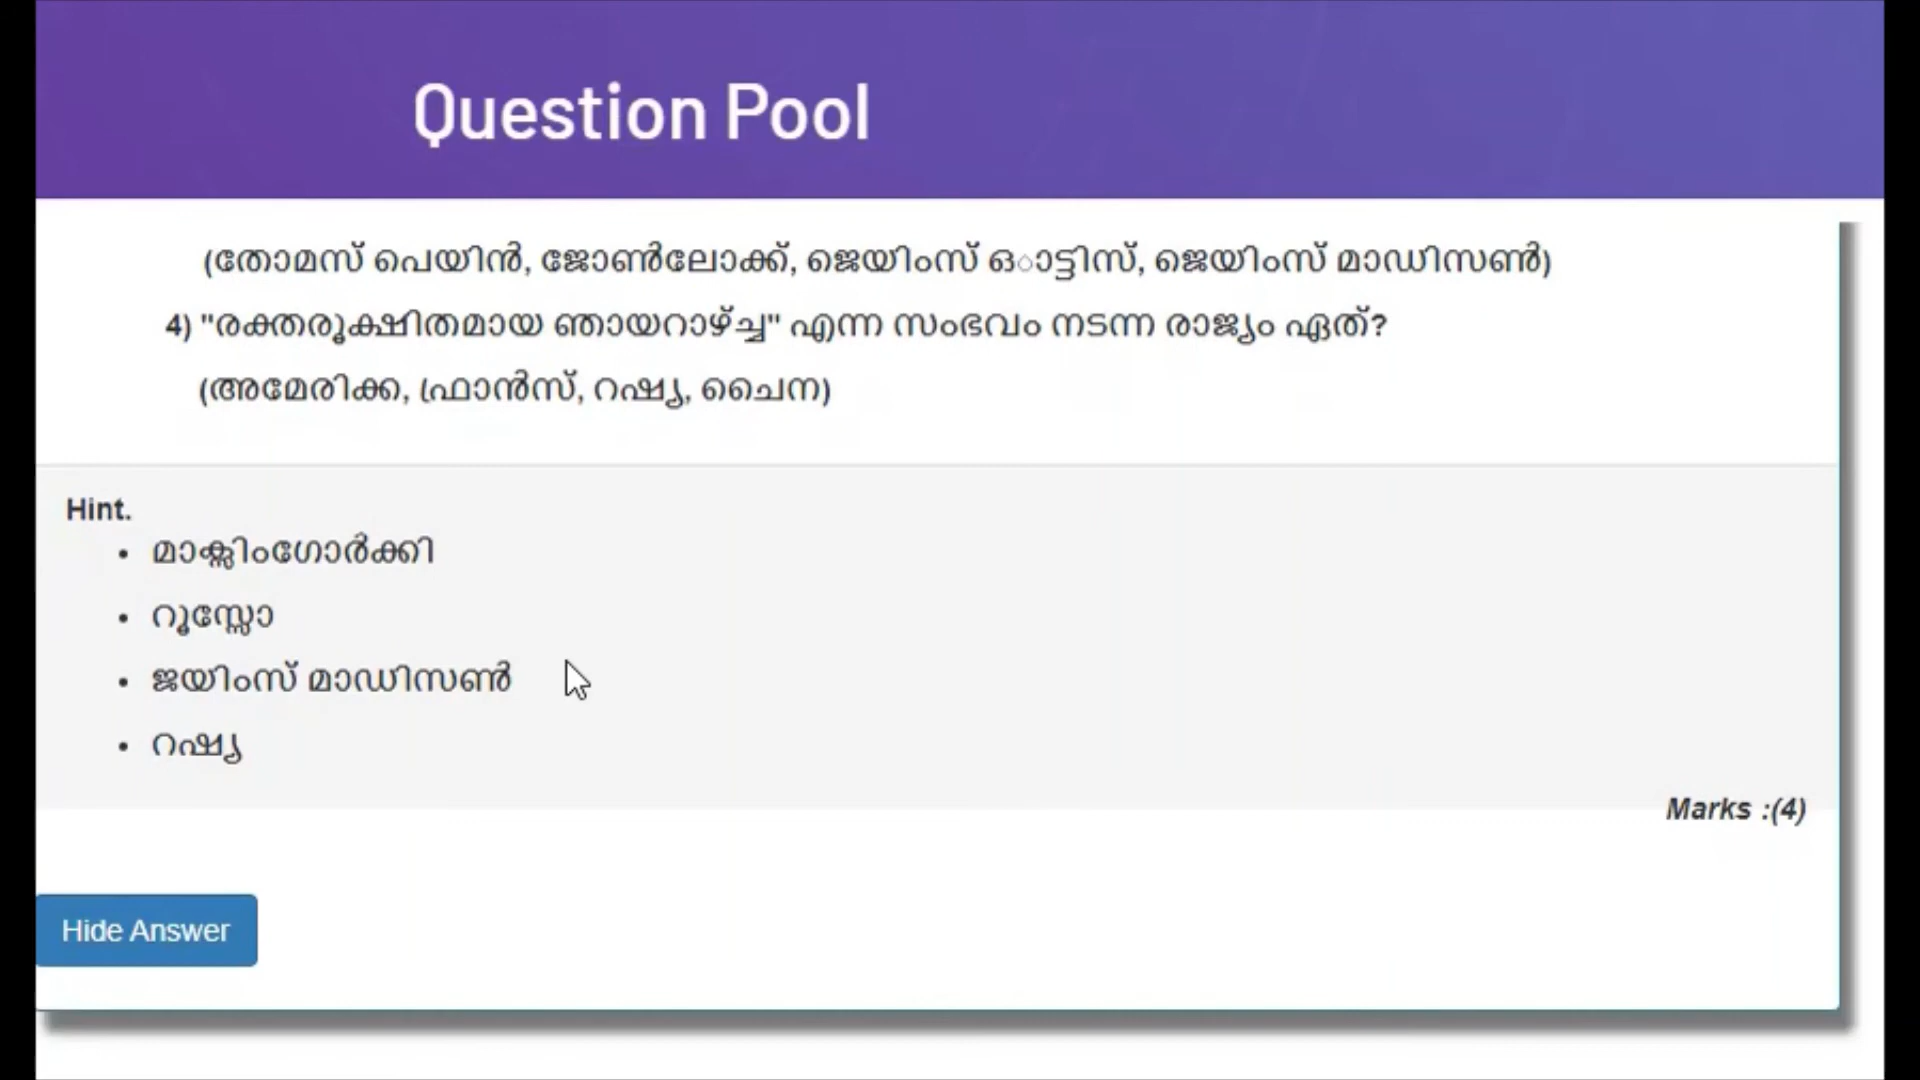 Question Pool
(തോമസ് പെയിൻ, ജോൺലോക്ക്, ജെയിംസ് ഒാട്ടിസ്, ജെയിംസ് മാഡിസൺ)
4) "രക്തരൂക്ഷിതമായ ഞായറാഴ്ച്ച" എന്ന സംഭവം നടന്ന രാജ്യം ഏത്?
(അമേരിക്ക, ഫ്രാൻസ്, റഷ്യ, ചൈന)
Hint.
• മാക്സിംഗോർക്കി
• റൂസ്സോ
• ജയിംസ് മാഡിസൺ
• റഷ്യ
Marks :(4)
Hide Answer